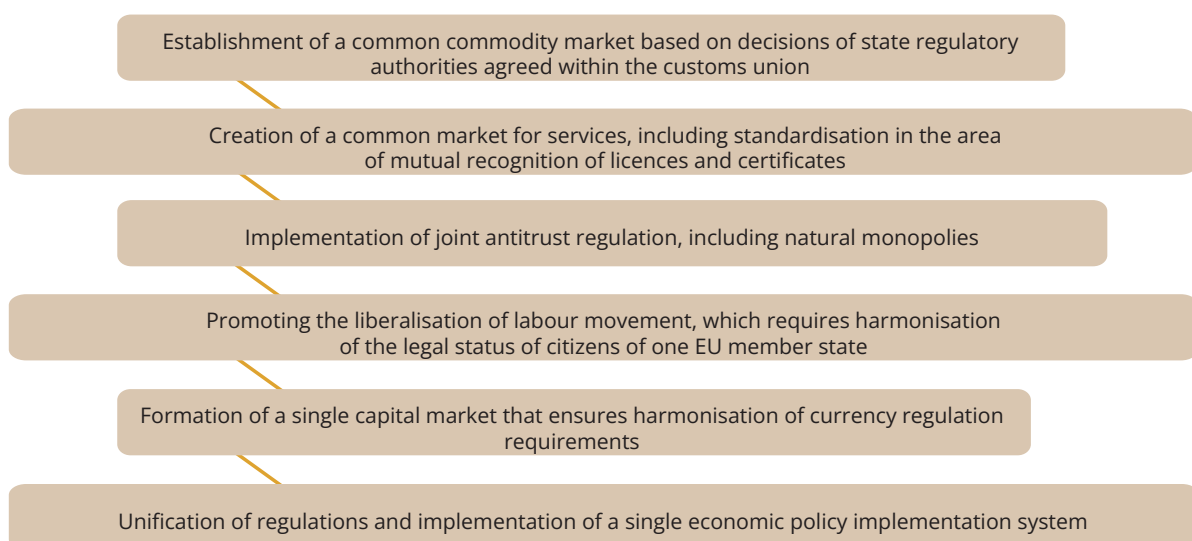 Establishment of a common commodity market based on decisions of state regulatory
authorities agreed within the customs union
Creation of a common market for services, including standardisation in the area
of mutual recognition of licences and certificates
Implementation of joint antitrust regulation, including natural monopolies
Promoting the liberalisation of labour movement, which requires harmonisation
of the legal status of citizens of one EU member state
Formation of a single capital market that ensures harmonisation of currency regulation
requirements
Unification of regulations and implementation of a single economic policy implementation system